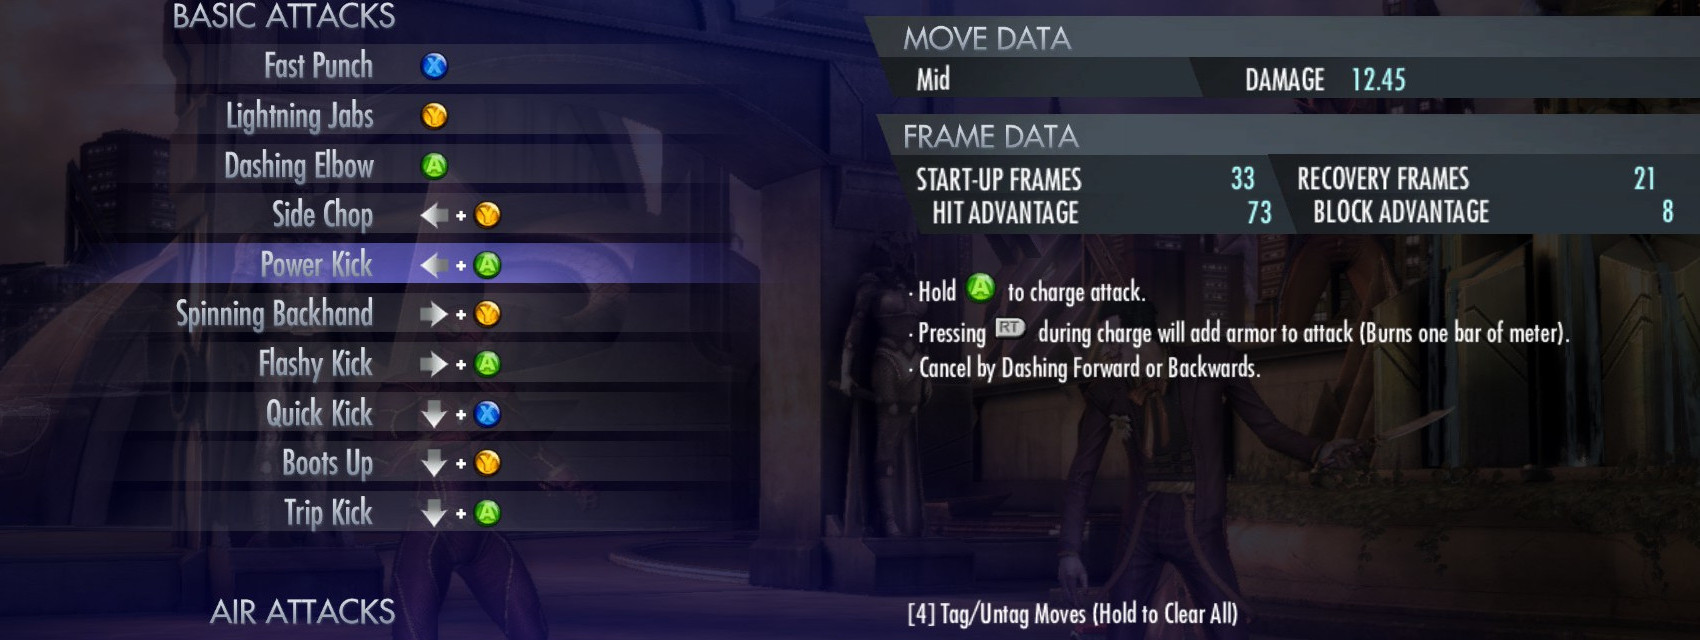 BASIC ATTACKS
Fast Punch X
Lightning Jabs Y
Dashing Elbow A
Side Chop + Y
Power Kick + A
Spinning Backhand + Y
Flashy Kick + A
Quick Kick + X
Boots Up + Y
Trip Kick + A
AIR ATTACKS
MOVE DATA
Mid DAMAGE 12.45
FRAME DATA
START-UP FRAMES 33 RECOVERY FRAMES 21
HIT ADVANTAGE 73 BLOCK ADVANTAGE 8
· Hold A to charge attack.
· Pressing RT during charge will add armor to attack (Burns one bar of meter).
· Cancel by Dashing Forward or Backwards.
[4] Tag/Untag Moves (Hold to Clear All)